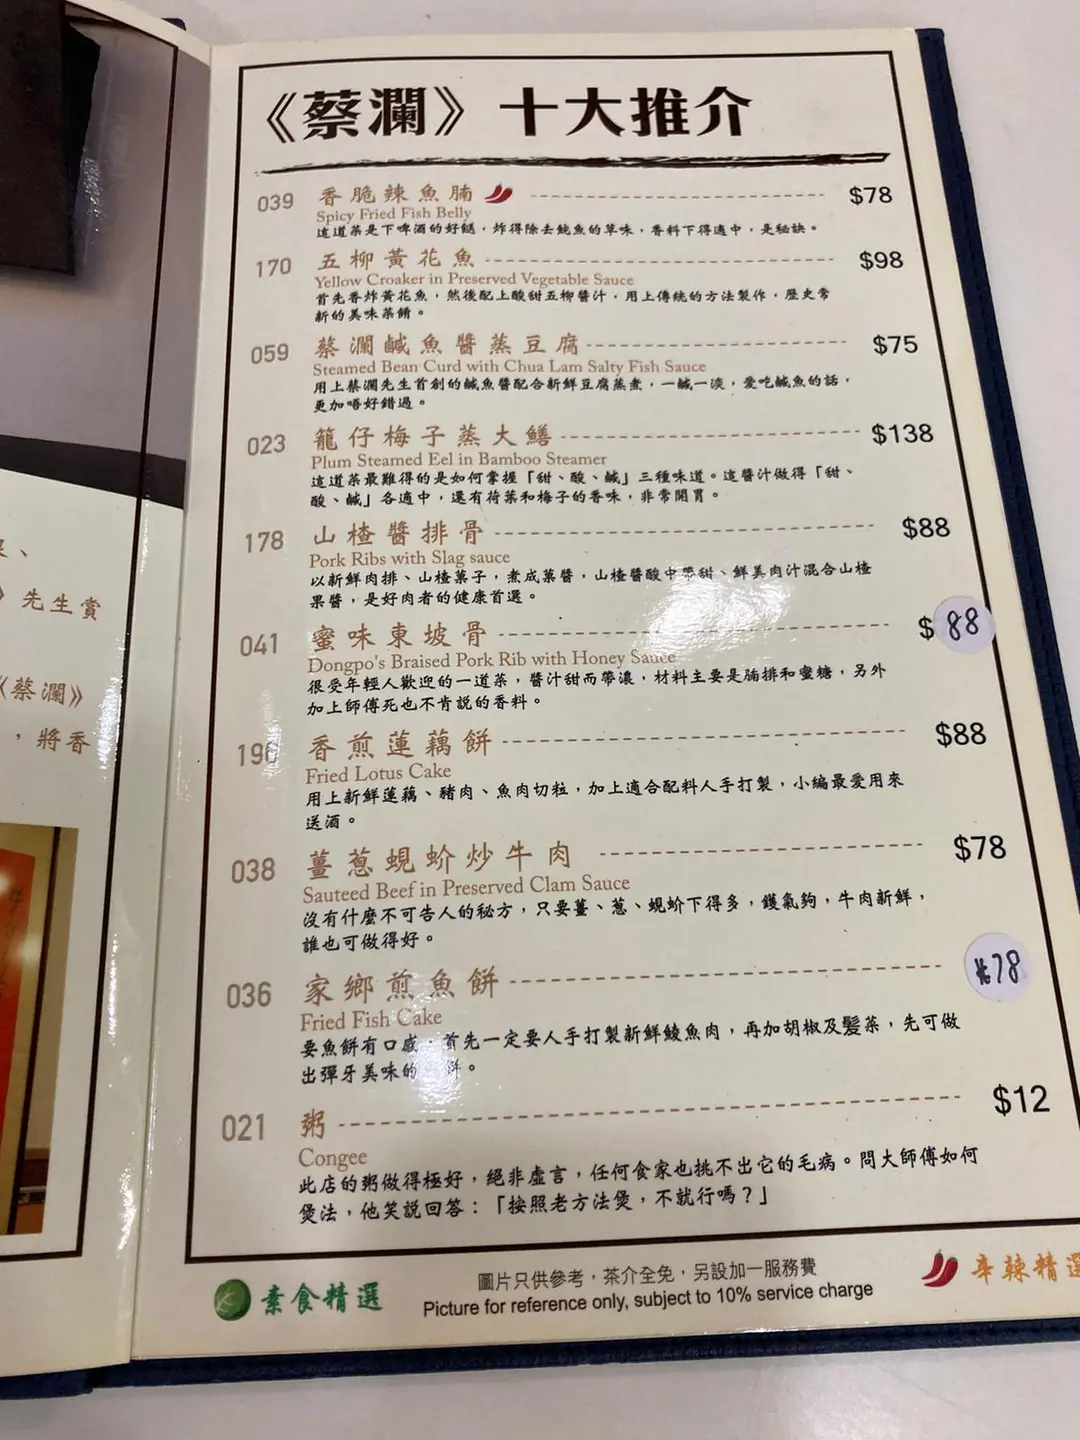 《蔡瀾》十大推介
039 香脆辣魚腩 $78
Spicy Fried Fish Belly
這道菜是下啤酒的好餸，炸得除去鯇魚的草味，香料下得適中，是秘訣。
170 五柳黃花魚 $98
Yellow Croaker in Preserved Vegetable Sauce
首先香炸黃花魚，然後配上酸甜五柳醬汁，用上傳統的方法製作，歷史常
新的美味菜餚。
059 蔡瀾鹹魚醬蒸豆腐 $75
Steamed Bean Curd with Chua Lam Salty Fish Sauce
用上蔡瀾先生首創的鹹魚醬配合新鮮豆腐蒸煮，一鹹一淡，愛吃鹹魚的話，
更加唔好錯過。
023 籠仔梅子蒸大鱔 $138
Plum Steamed Eel in Bamboo Steamer
這道菜最難得的是如何掌握「甜、酸、鹹」三種味道。這醬汁做得「甜、
酸、鹹」各適中，還有荷葉和梅子的香味，非常開胃。
178 山楂醬排骨 $88
Pork Ribs with Slag sauce
以新鮮肉排、山楂菓子，煮成菓醬，山楂醬酸中帶甜、鮮美肉汁混合山楂
果醬，是好肉者的健康首選。
041 蜜味東坡骨 $88
Dongpo's Braised Pork Rib with Honey Sauce
很受年輕人歡迎的一道菜，醬汁甜而帶濃，材料主要是腩排和蜜糖，另外
加上師傅死也不肯説的香料。
香煎蓮藕餅 $88
Fried Lotus Cake
用上新鮮蓮藕、豬肉、魚肉切粒，加上適合配料人手打製，小編最愛用來
送酒。
038 薑蔥蜆蚧炒牛肉 $78
Sauteed Beef in Preserved Clam Sauce
沒有什麼不可告人的秘方，只要薑、蔥、蜆蚧下得多，鑊氣夠，牛肉新鮮，
誰也可做得好。
036 家鄉煎魚餅 78
Fried Fish Cake
要魚餅有口感，首先一定要人手打製新鮮鯪魚肉，再加胡椒及髪菜，先可做
出彈牙美味的 餅。
021 粥 $12
Congee
此店的粥做得極好，絕非虛言，任何食家也挑不出它的毛病。問大師傅如何
煲法，他笑説回答：「按照老方法煲，不就行嗎？」
素食精選
圖片只供參考，茶介全免，另設加一服務費
Picture for reference only, subject to 10% service charge
辛辣精選
、
》先生賞
《蔡瀾》
，將香